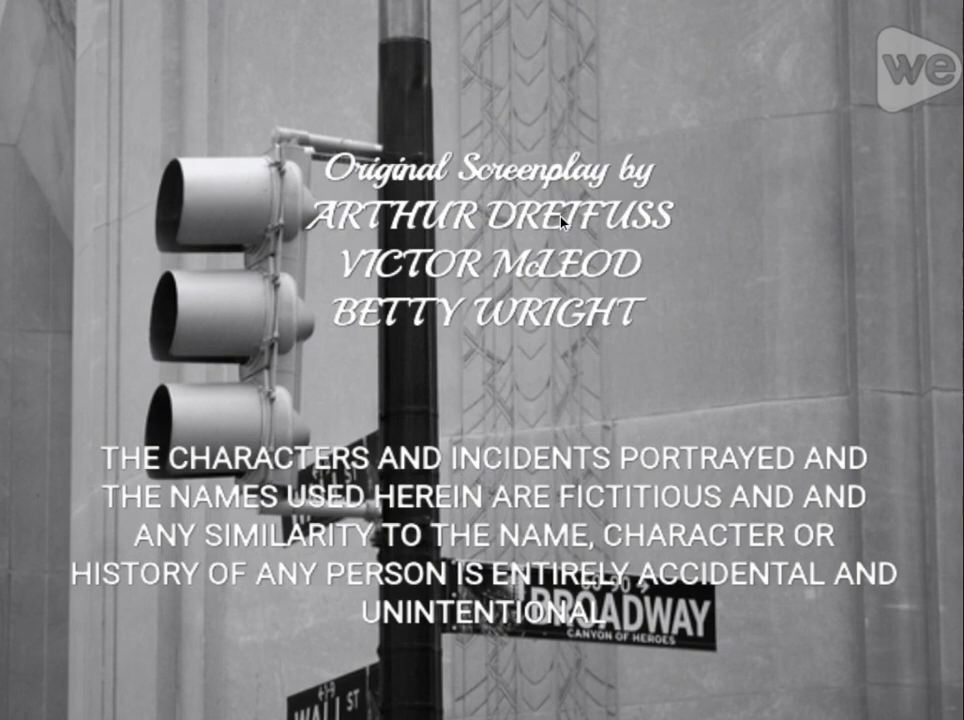 we
Original Screenplay by
ARTHUR DREIFUSS
VICTOR McLEOD
BETTY WRIGHT
THE CHARACTERS AND INCIDENTS PORTRAYED AND
THE NAMES USED HEREIN ARE FICTITIOUS AND AND
ANY SIMILARITY TO THE NAME, CHARACTER OR
HISTORY OF ANY PERSON IS ENTIRELY ACCIDENTAL AND
UNINTENTIONAL
BROADWAY
CANYON OF HEROES
WALL ST